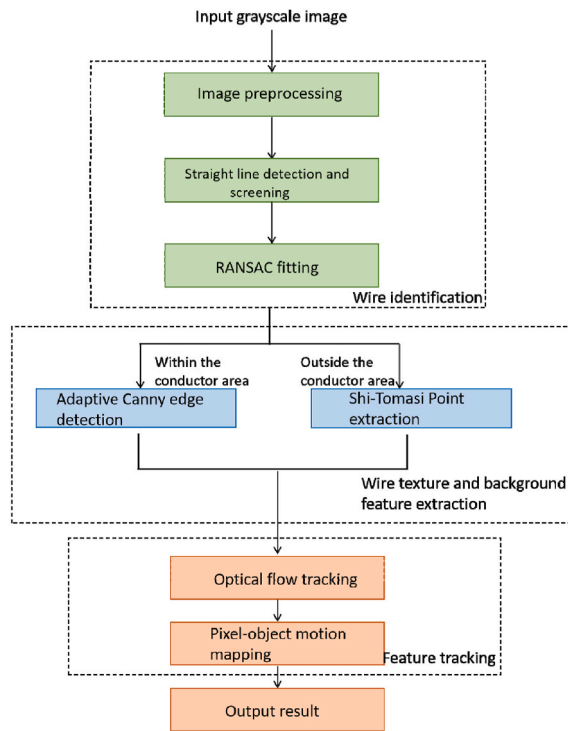 Input grayscale image
Image preprocessing
Straight line detection and
screening
RANSAC fitting
Wire identification
Within the
conductor area
Outside the
conductor area
Adaptive Canny edge
detection
Shi-Tomasi Point
extraction
Wire texture and background
feature extraction
Optical flow tracking
Pixel-object motion
mapping
Feature tracking
Output result